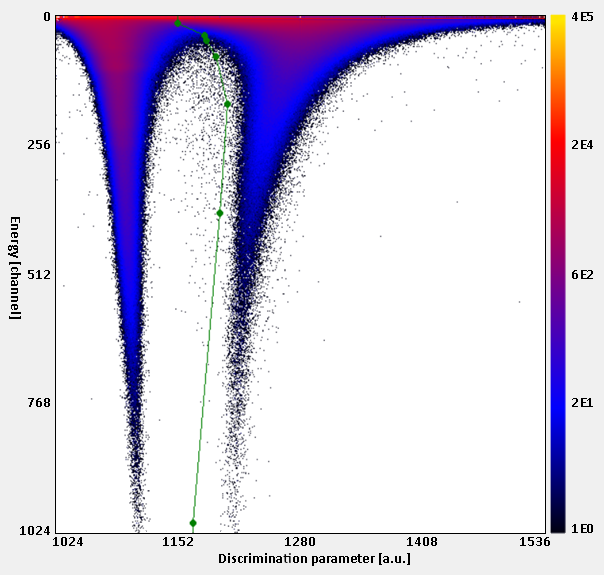 0
256
512
768
1024
Energy [channel]
1024 1152 1280 1408 1536
Discrimination parameter [a.u.]
4E5
2E4
6E2
2E1
1E0